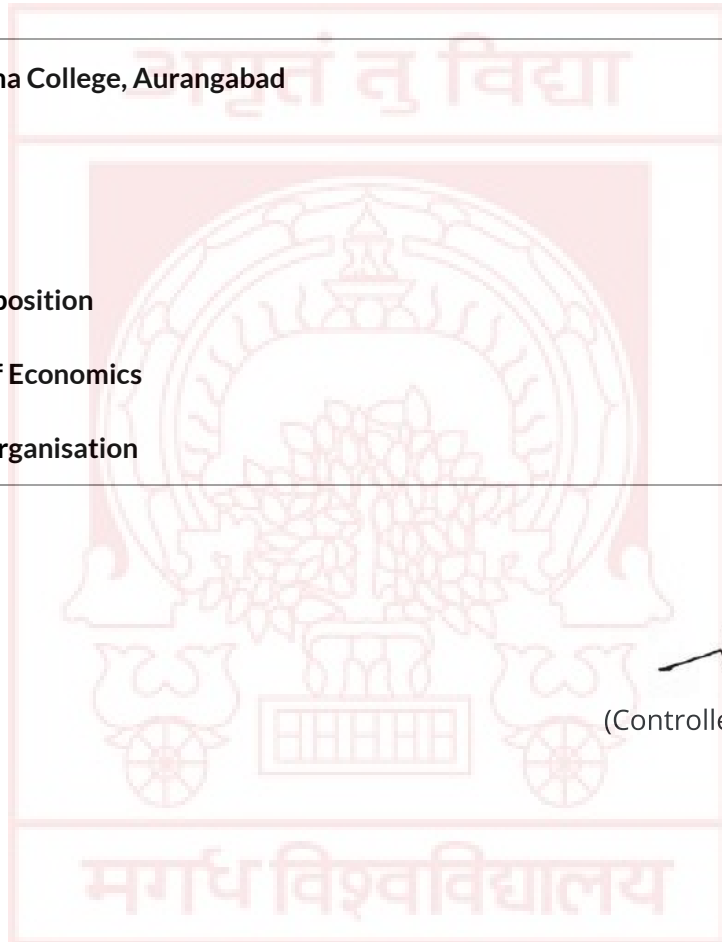 अमृतं तु विद्या
na College, Aurangabad
position
f Economics
rganisation
(Controlle
मगध विश्वविद्यालय